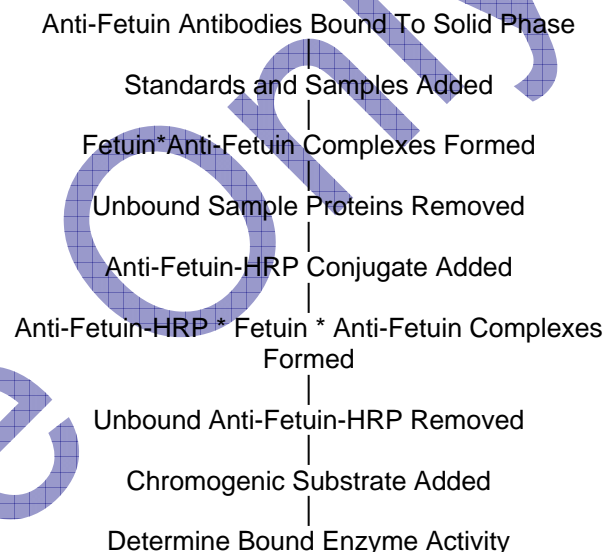 Anti-Fetuin Antibodies Bound To Solid Phase
Standards and Samples Added
Fetuin*Anti-Fetuin Complexes Formed
Unbound Sample Proteins Removed
Anti-Fetuin-HRP Conjugate Added
Anti-Fetuin-HRP * Fetuin * Anti-Fetuin Complexes
Formed
Unbound Anti-Fetuin-HRP Removed
Chromogenic Substrate Added
Determine Bound Enzyme Activity